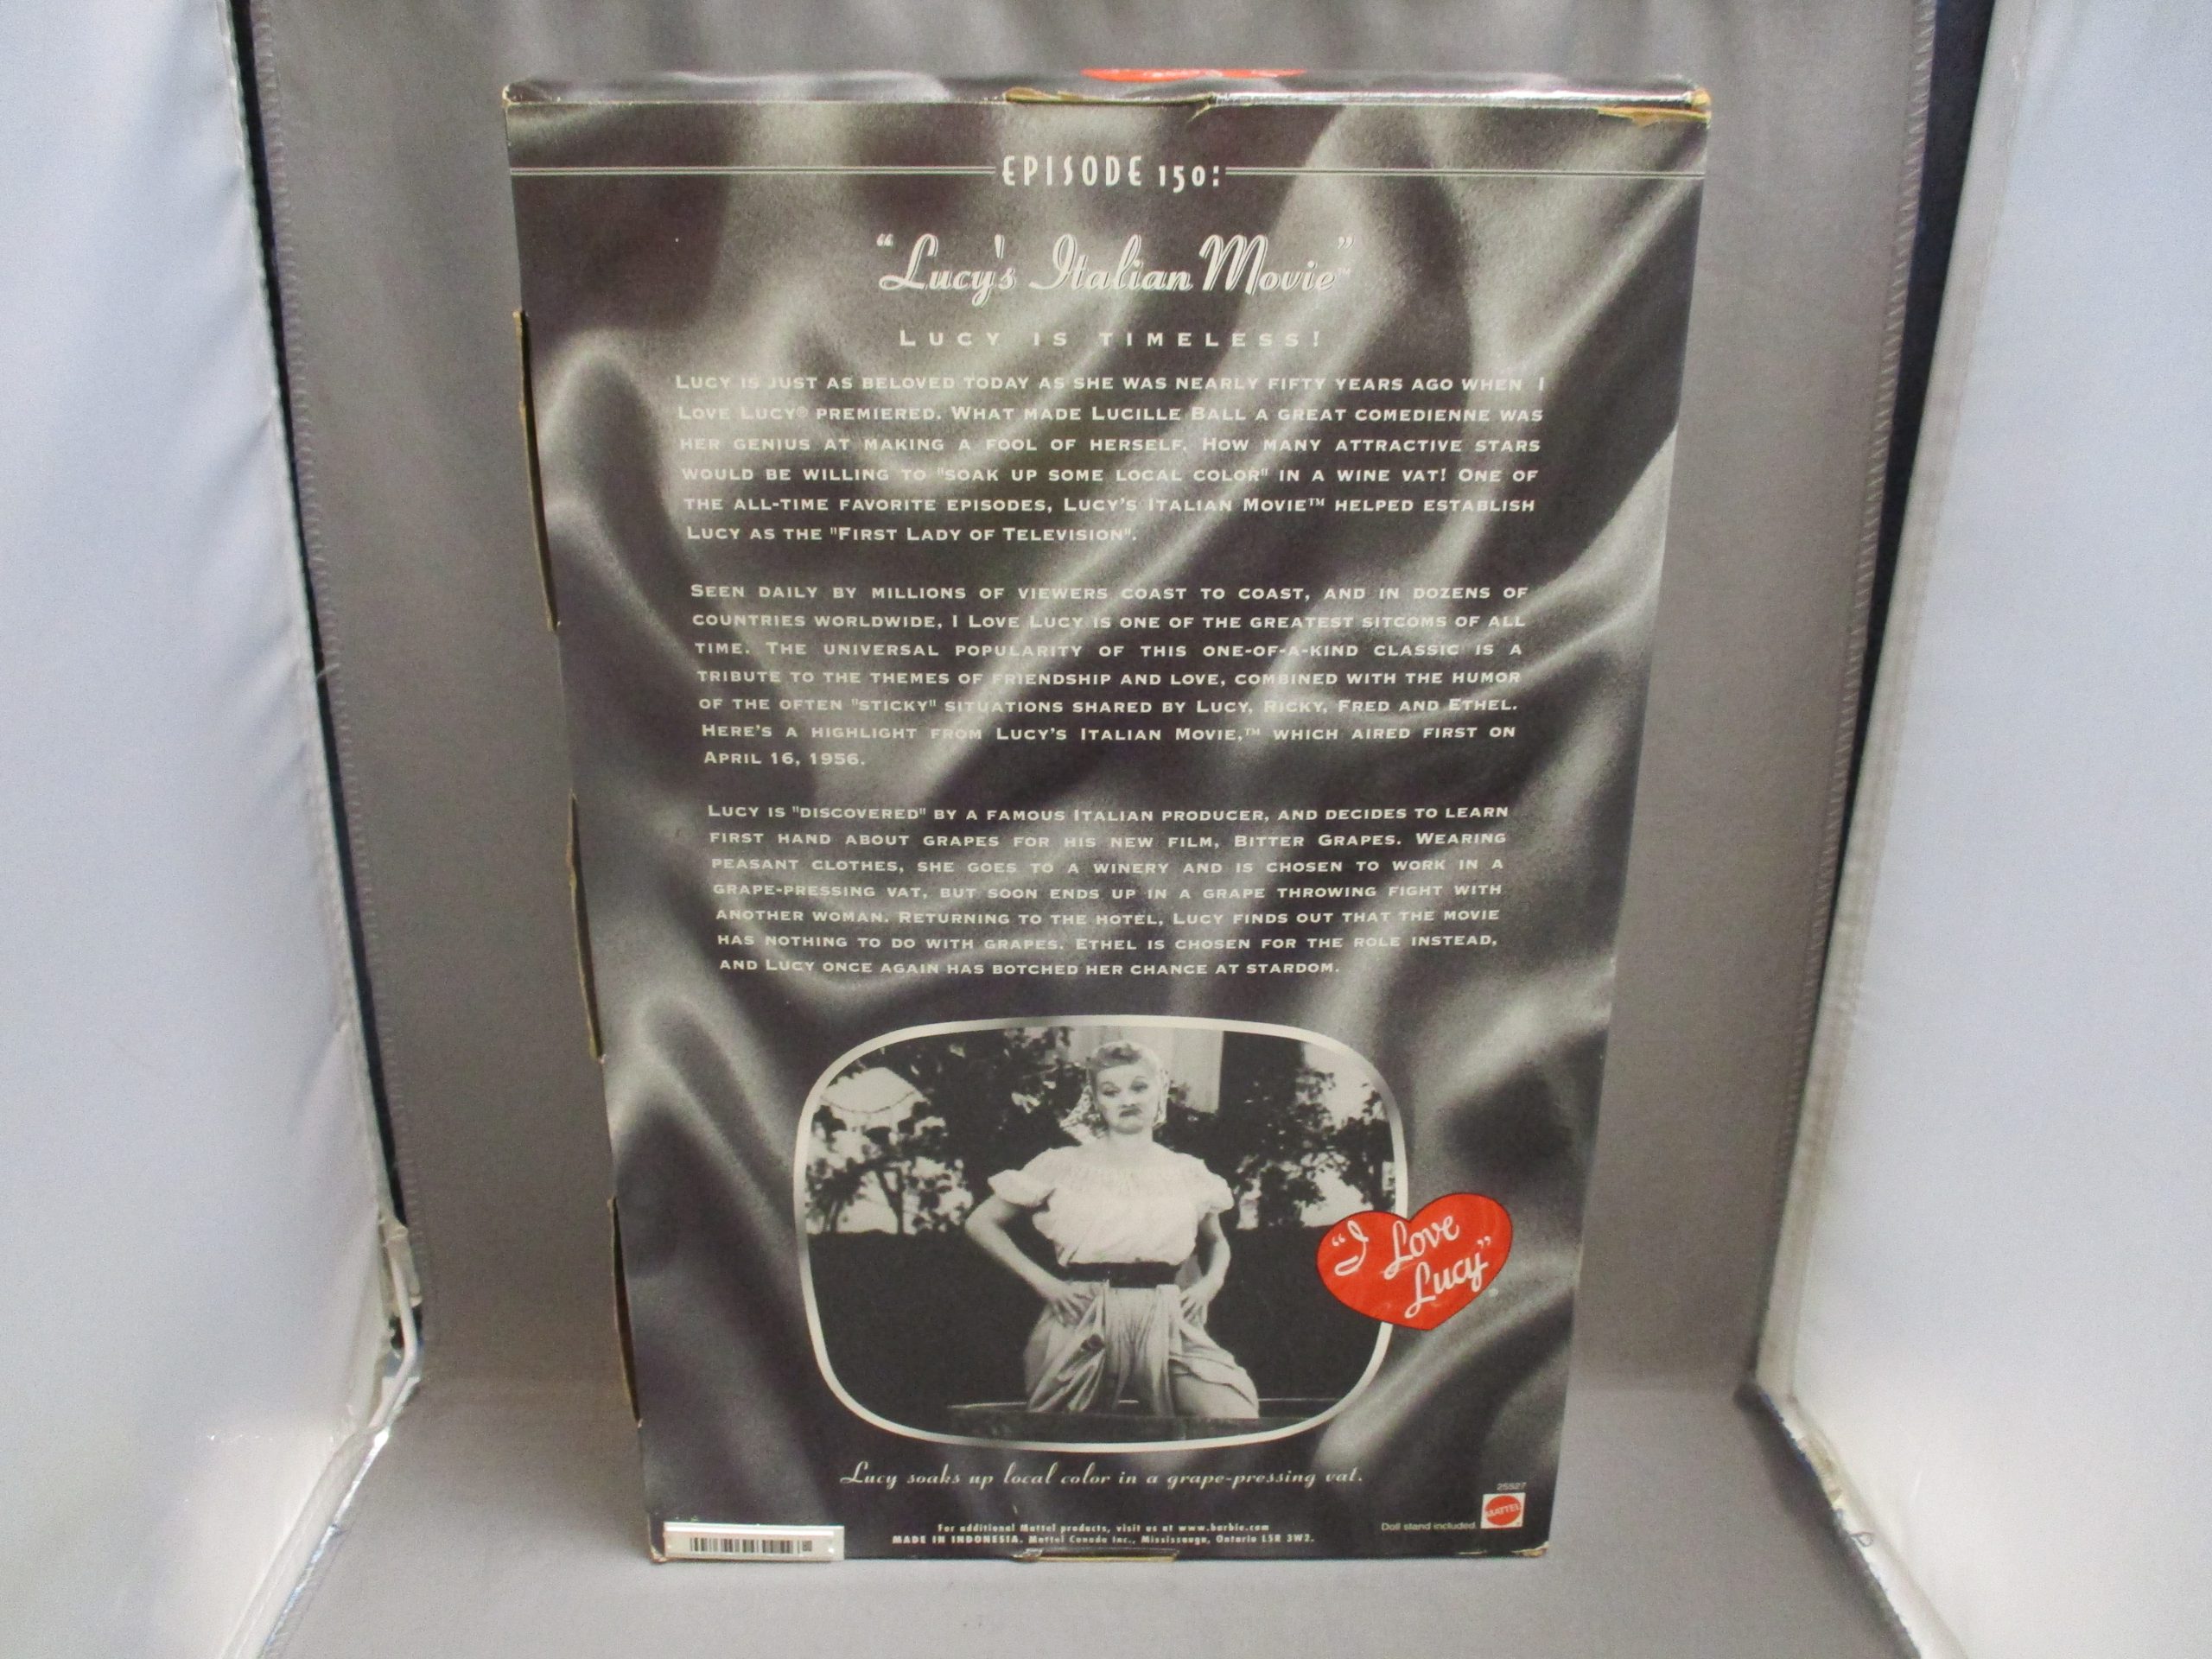 EPISODE 150:
"Lucy's Italian Movie"™
LUCY IS TIMELESS!
LUCY IS JUST AS BELOVED TODAY AS SHE WAS NEARLY FIFTY YEARS AGO WHEN I
LOVE LUCY® PREMIERED. WHAT MADE LUCILLE BALL A GREAT COMEDIENNE WAS
HER GENIUS AT MAKING A FOOL OF HERSELF. HOW MANY ATTRACTIVE STARS
WOULD BE WILLING TO "SOAK UP SOME LOCAL COLOR" IN A WINE VAT! ONE OF
THE ALL-TIME FAVORITE EPISODES, LUCY'S ITALIAN MOVIE™ HELPED ESTABLISH
LUCY AS THE "FIRST LADY OF TELEVISION".
SEEN DAILY BY MILLIONS OF VIEWERS COAST TO COAST, AND IN DOZENS OF
COUNTRIES WORLDWIDE, I LOVE LUCY IS ONE OF THE GREATEST SITCOMS OF ALL
TIME. THE UNIVERSAL POPULARITY OF THIS ONE-OF-A-KIND CLASSIC IS A
TRIBUTE TO THE THEMES OF FRIENDSHIP AND LOVE, COMBINED WITH THE HUMOR
OF THE OFTEN "STICKY" SITUATIONS SHARED BY LUCY, RICKY, FRED AND ETHEL.
HERE'S A HIGHLIGHT FROM LUCY'S ITALIAN MOVIE,™ WHICH AIRED FIRST ON
APRIL 16, 1956.
LUCY IS "DISCOVERED" BY A FAMOUS ITALIAN PRODUCER, AND DECIDES TO LEARN
FIRST HAND ABOUT GRAPES FOR HIS NEW FILM, BITTER GRAPES. WEARING
PEASANT CLOTHES, SHE GOES TO A WINERY AND IS CHOSEN TO WORK IN A
GRAPE-PRESSING VAT, BUT SOON ENDS UP IN A GRAPE THROWING FIGHT WITH
ANOTHER WOMAN. RETURNING TO THE HOTEL, LUCY FINDS OUT THAT THE MOVIE
HAS NOTHING TO DO WITH GRAPES. ETHEL IS CHOSEN FOR THE ROLE INSTEAD,
AND LUCY ONCE AGAIN HAS BOTCHED HER CHANCE AT STARDOM.
"I Love
Lucy"
Lucy soaks up local color in a grape-pressing vat.
25527
MATTEL
Doll stand included
For additional Mattel products, visit us at www.barbie.com
MADE IN INDONESIA. Mattel Canada Inc., Mississauga, Ontario L5R 3W2.